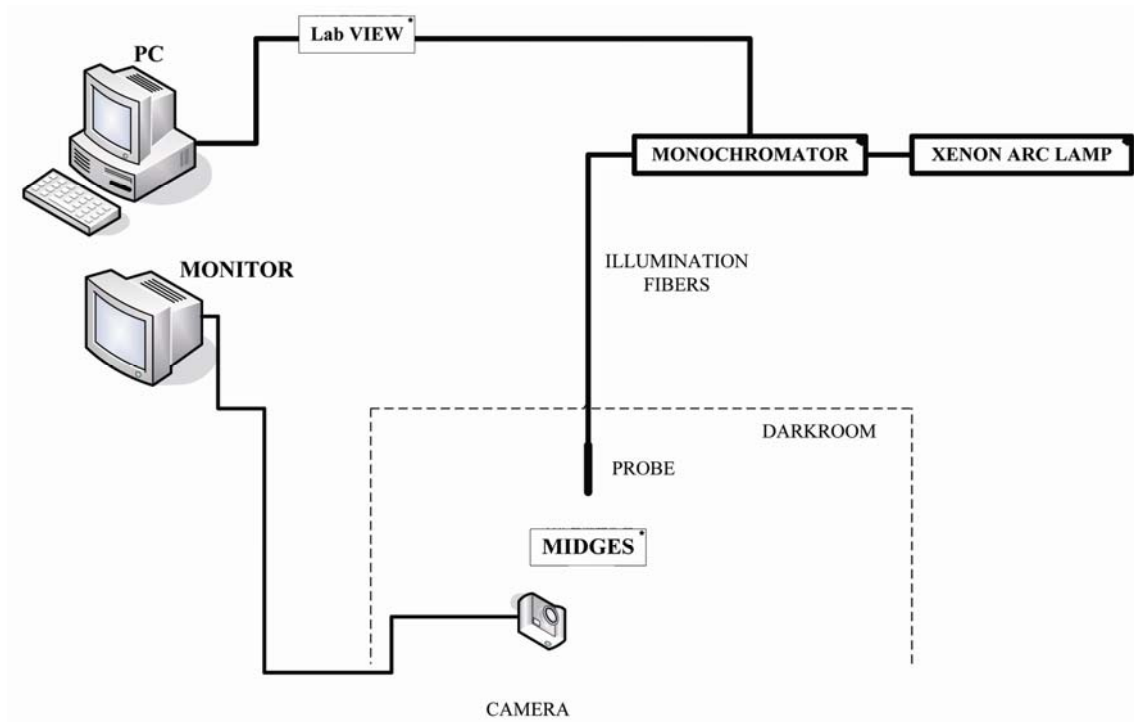 Lab VIEW
PC
MONOCHROMATOR
XENON ARC LAMP
MONITOR
ILLUMINATION
FIBERS
DARKROOM
PROBE
MIDGES
CAMERA